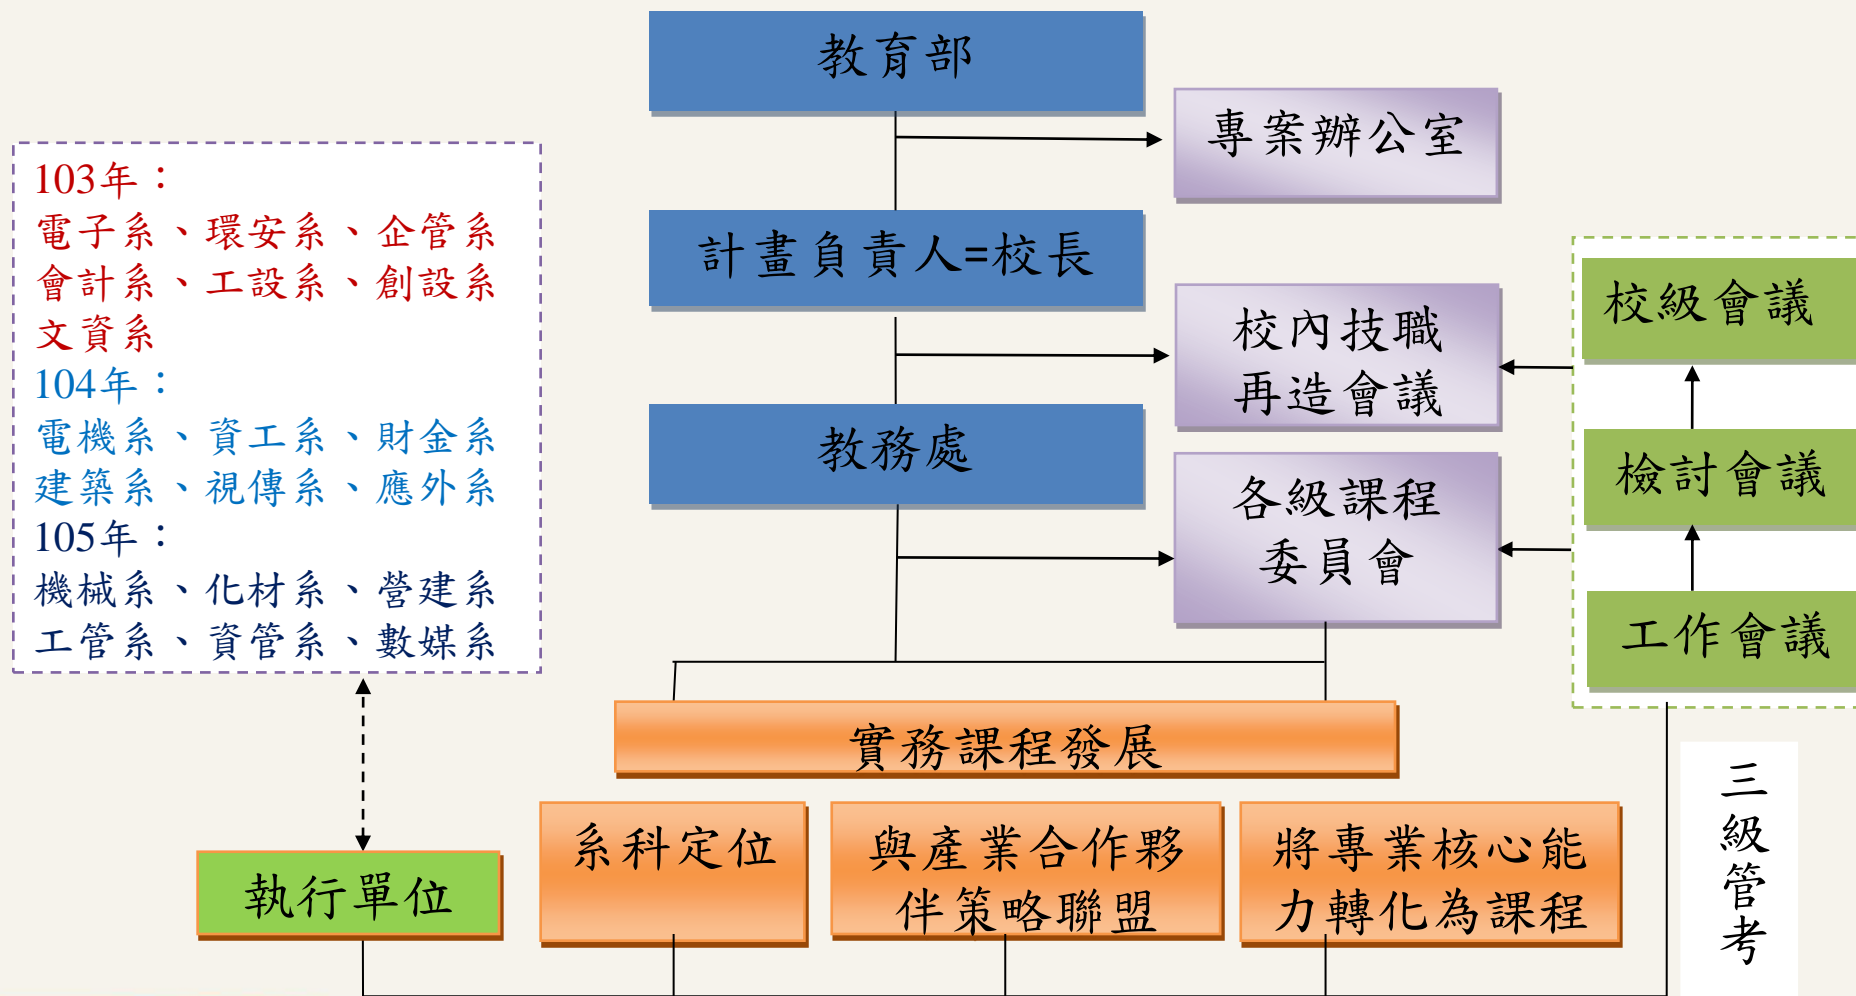 教育部
專案辦公室
103年：
電子系、環安系、企管系
會計系、工設系、創設系
文資系
104年：
電機系、資工系、財金系
建築系、視傳系、應外系
105年：
機械系、化材系、營建系
工管系、資管系、數媒系
計畫負責人=校長
校內技職
再造會議
校級會議
教務處
各級課程
委員會
檢討會議
工作會議
實務課程發展
執行單位
系科定位
與產業合作夥
伴策略聯盟
將專業核心能
力轉化為課程
三級管考